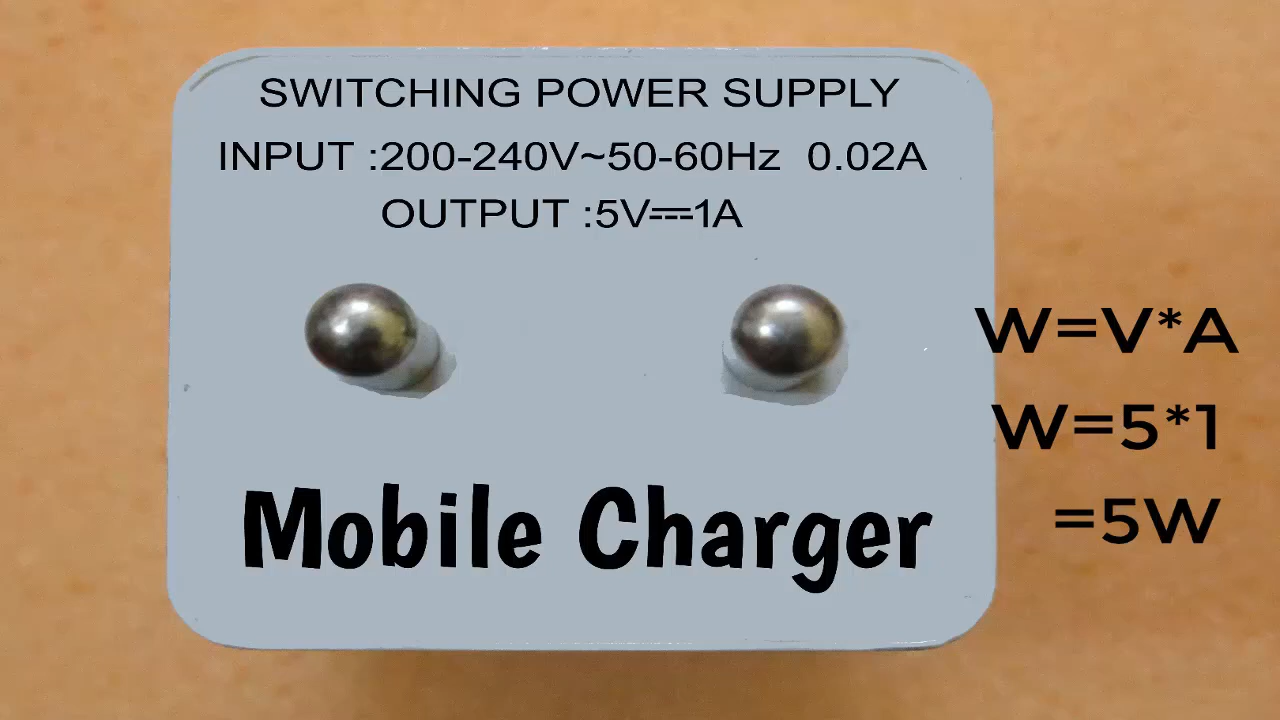 SWITCHING POWER SUPPLY
INPUT :200-240V~50-60Hz 0.02A
OUTPUT :5V⎓1A
W=V*A
W=5*1
=5W
Mobile Charger